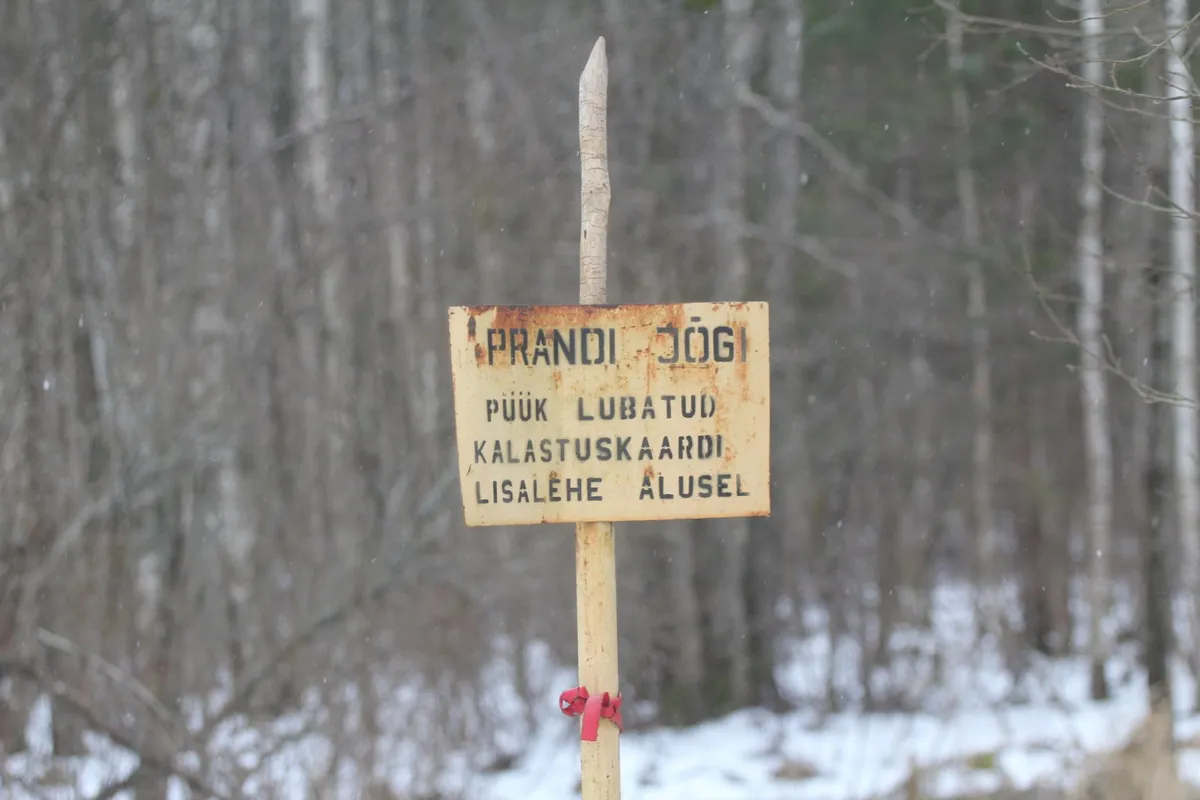 PRANDI JÕGI
PÜÜK LUBATUD
KALASTUSKAARDI
LISALEHE ALUSEL